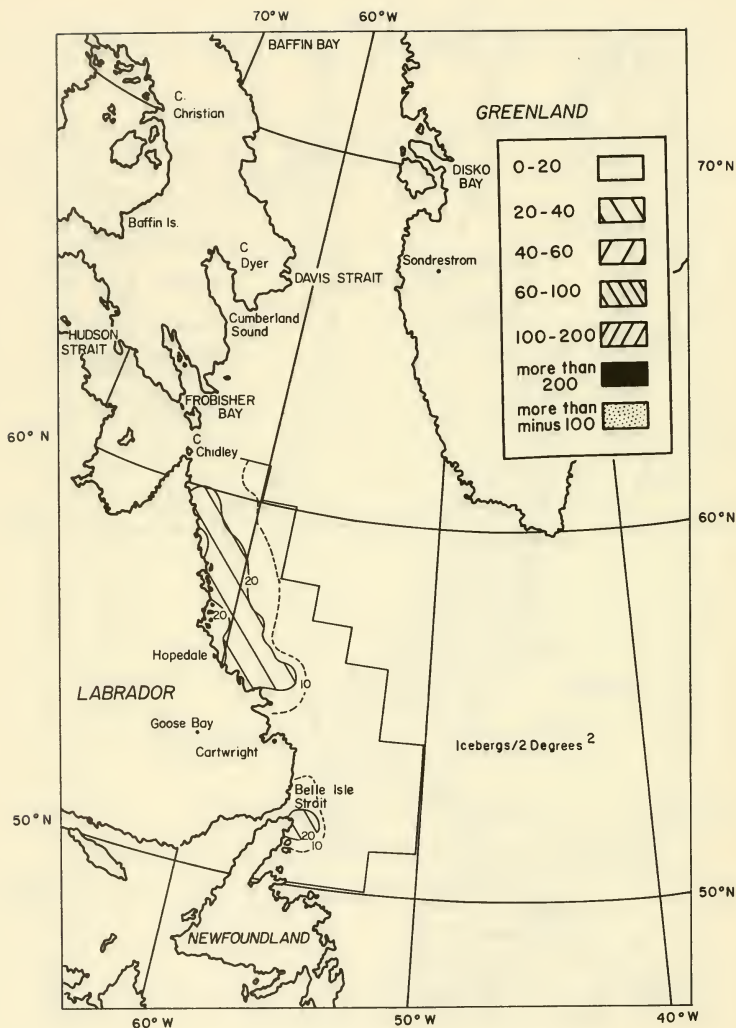 70°W 60°W
BAFFIN BAY
C.
Christian
GREENLAND
DISKO
BAY
70°N
Baffin Is.
C
Dyer
DAVIS STRAIT
Sondrestrom
Cumberland
Sound
HUDSON
STRAIT
FROBISHER
BAY
60° N
C
Chidley
0-20
20-40
40-60
60-100
100-200
more than
200
more than
minus 100
60°N
20
20
Hopedale
10
LABRADOR
Goose Bay
Cartwright
Icebergs/2 Degrees 2
Belle Isle
Strait
50°N
20
10
50°N
NEWFOUNDLAND
60°W 50°W 40°W